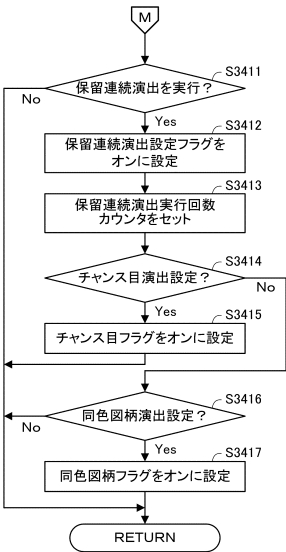 M
保留連続演出を実行？
S3411
No
Yes
S3412
保留連続演出設定フラグを
オンに設定
S3413
保留連続演出実行回数
カウンタをセット
S3414
チャンス目演出設定？
No
Yes
S3415
チャンス目フラグをオンに設定
S3416
同色図柄演出設定？
No
Yes
S3417
同色図柄フラグをオンに設定
RETURN